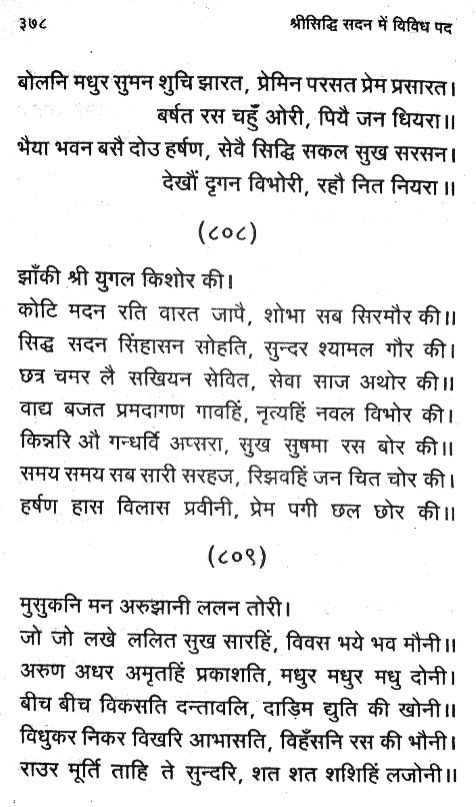 ३७८ श्रीसिद्धि सदन में विविध पद
बोलनि मधुर सुमन शुचि झारत, प्रेमिन परसत प्रेम प्रसारत।
बर्षत रस चहुँ ओरी, पियै जन धियरा॥
भैया भवन बसै दोउ हर्षण, सेवै सिद्धि सकल सुख सरसन।
देखौं दृगन विभोरी, रहौ नित नियरा॥
(८०८)
झाँकी श्री युगल किशोर की।
कोटि मदन रति वारत जापै, शोभा सब सिरमौर की॥
सिद्ध सदन सिंहासन सोहति, सुन्दर श्यामल गौर की।
छत्र चमर लै सखियन सेवित, सेवा साज अथोर की॥
वाद्य बजत प्रमदागण गावहिं, नृत्यहिं नवल विभोर की।
किन्नरि औ गन्धर्वि अप्सरा, सुख सुषमा रस बोर की॥
समय समय सब सारी सरहज, रिझवहिं जन चित चोर की।
हर्षण हास विलास प्रवीनी, प्रेम पगी छल छोर की॥
(८०९)
मुसुकनि मन अरुझानी ललन तोरी।
जो जो लखे ललित सुख सारहिं, विवस भये भव मौनी॥
अरुण अधर अमृतहिं प्रकाशति, मधुर मधुर मधु दोनी।
बीच बीच विकसति दन्तावलि, दाड़िम द्युति की खोनी॥
विधुकर निकर विखरि आभासति, विहँसनि रस की भौनी।
राउर मूर्ति ताहि ते सुन्दरि, शत शत शशिहिं लजोनी॥